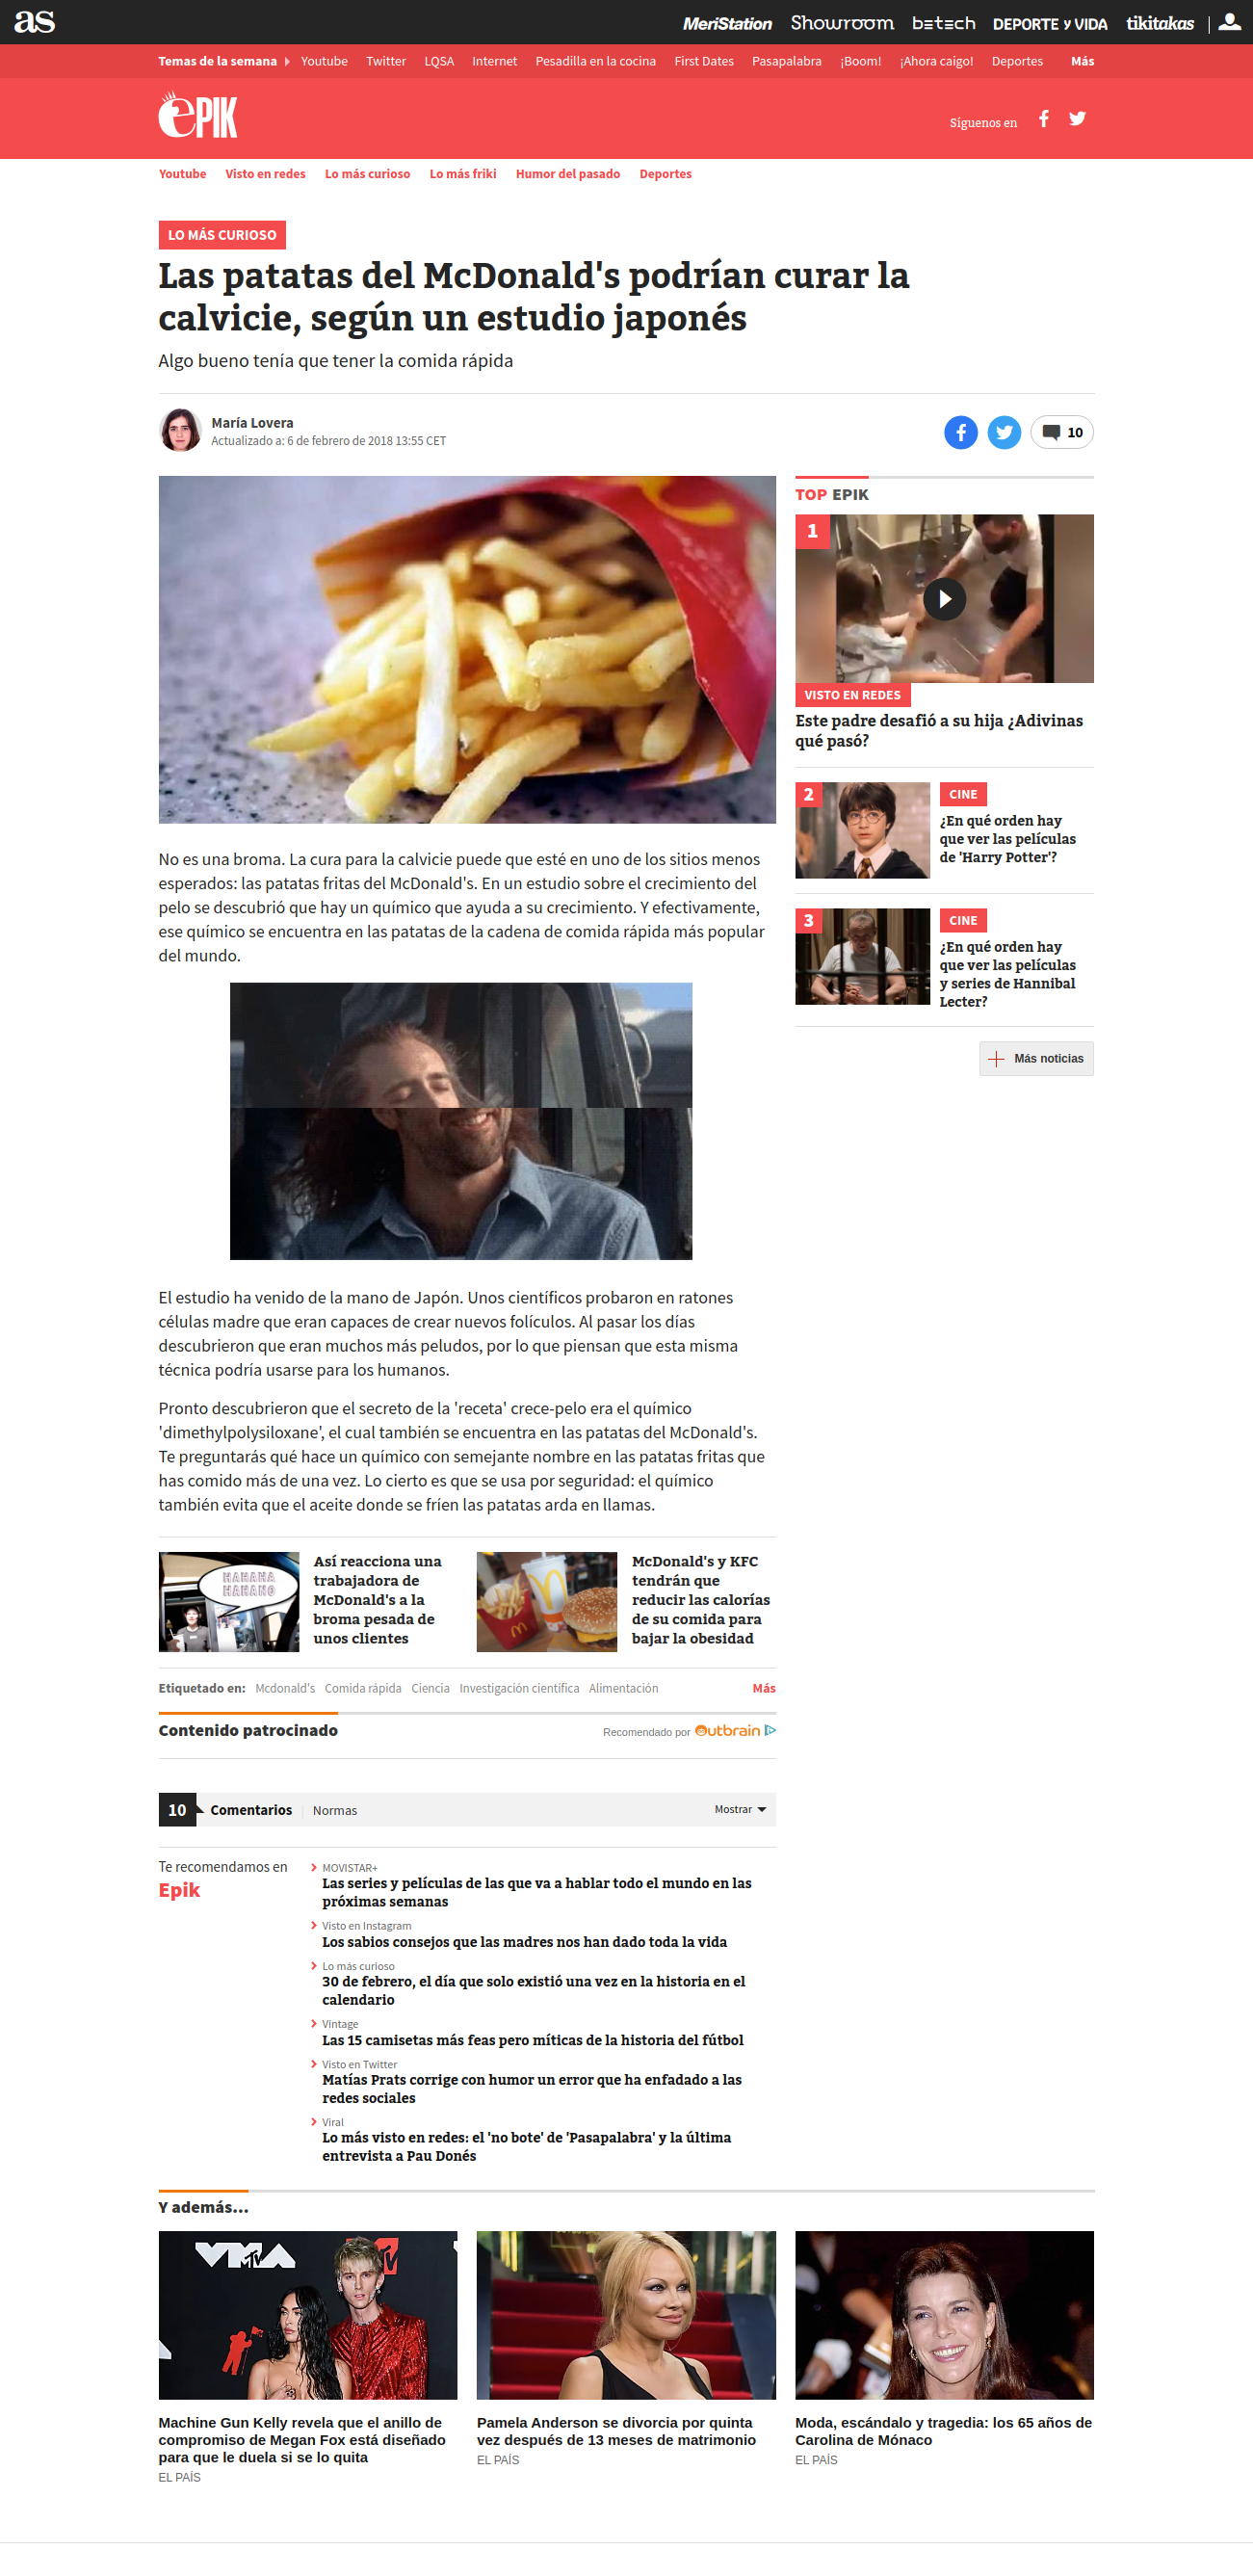 as
MeriStation
Showroom
betech
DEPORTE y VIDA
tikitakas
Temas de la semana
Youtube
Twitter
LQSA
Internet
Pesadilla en la cocina
First Dates
Pasapalabra
¡Boom!
¡Ahora caigo!
Deportes
Más
ePIK
Síguenos en
Youtube
Visto en redes
Lo más curioso
Lo más friki
Humor del pasado
Deportes
LO MÁS CURIOSO
Las patatas del McDonald's podrían curar la
calvicie, según un estudio japonés
Algo bueno tenía que tener la comida rápida
María Lovera
Actualizado a: 6 de febrero de 2018 13:55 CET
10
No es una broma. La cura para la calvicie puede que esté en uno de los sitios menos
esperados: las patatas fritas del McDonald's. En un estudio sobre el crecimiento del
pelo se descubrió que hay un químico que ayuda a su crecimiento. Y efectivamente,
ese químico se encuentra en las patatas de la cadena de comida rápida más popular
del mundo.
El estudio ha venido de la mano de Japón. Unos científicos probaron en ratones
células madre que eran capaces de crear nuevos folículos. Al pasar los días
descubrieron que eran muchos más peludos, por lo que piensan que esta misma
técnica podría usarse para los humanos.
Pronto descubrieron que el secreto de la 'receta' crece-pelo era el químico
'dimethylpolysiloxane', el cual también se encuentra en las patatas del McDonald's.
Te preguntarás qué hace un químico con semejante nombre en las patatas fritas que
has comido más de una vez. Lo cierto es que se usa por seguridad: el químico
también evita que el aceite donde se fríen las patatas arda en llamas.
TOP EPIK
1
VISTO EN REDES
Este padre desafió a su hija ¿Adivinas
qué pasó?
2
CINE
¿En qué orden hay
que ver las películas
de 'Harry Potter'?
3
CINE
¿En qué orden hay
que ver las películas
y series de Hannibal
Lecter?
Más noticias
HAHAHA
HAHANO
Así reacciona una
trabajadora de
McDonald's a la
broma pesada de
unos clientes
McDonald's y KFC
tendrán que
reducir las calorías
de su comida para
bajar la obesidad
Etiquetado en:
Mcdonald's
Comida rápida
Ciencia
Investigación científica
Alimentación
Más
Contenido patrocinado
Recomendado por Outbrain
10
Comentarios
Normas
Mostrar
Te recomendamos en
Epik
MOVISTAR+
Las series y películas de las que va a hablar todo el mundo en las
próximas semanas
Visto en Instagram
Los sabios consejos que las madres nos han dado toda la vida
Lo más curioso
30 de febrero, el día que solo existió una vez en la historia en el
calendario
Vintage
Las 15 camisetas más feas pero míticas de la historia del fútbol
Visto en Twitter
Matías Prats corrige con humor un error que ha enfadado a las
redes sociales
Viral
Lo más visto en redes: el 'no bote' de 'Pasapalabra' y la última
entrevista a Pau Donés
Y además...
VMA
Machine Gun Kelly revela que el anillo de
compromiso de Megan Fox está diseñado
para que le duela si se lo quita
EL PAÍS
Pamela Anderson se divorcia por quinta
vez después de 13 meses de matrimonio
EL PAÍS
Moda, escándalo y tragedia: los 65 años de
Carolina de Mónaco
EL PAÍS